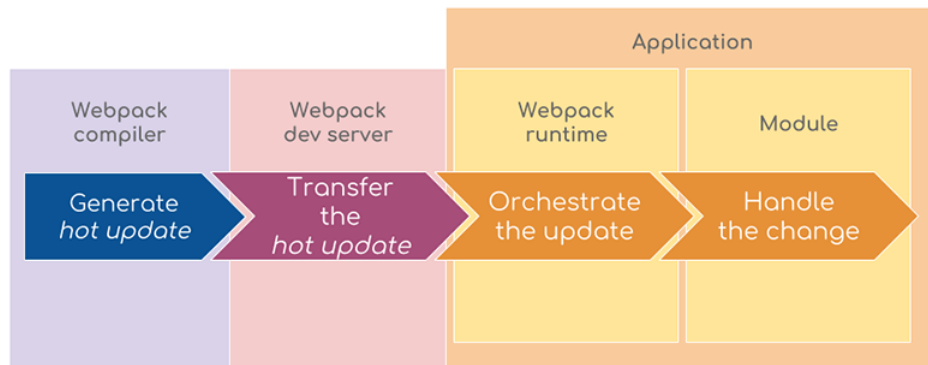 Application
Webpack
compiler
Webpack
dev server
Webpack
runtime
Module
Generate
hot update
Transfer
the
hot update
Orchestrate
the update
Handle
the change